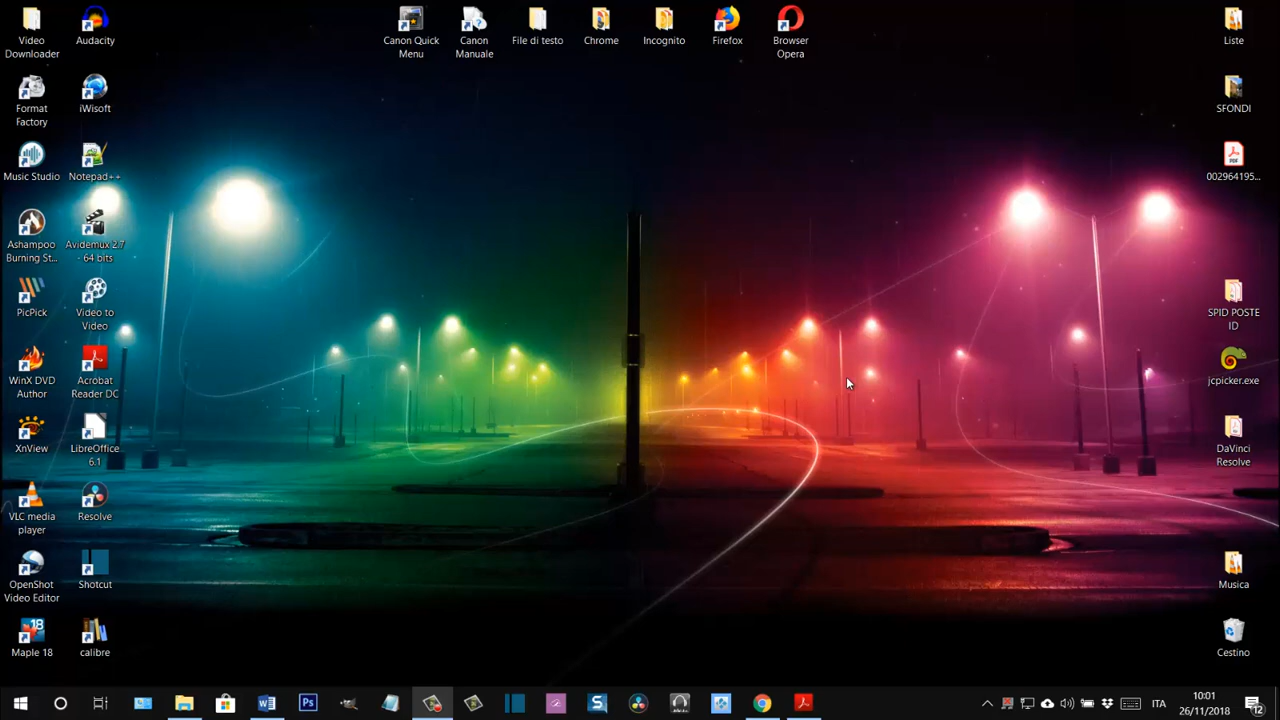 Video
Downloader
Audacity
Canon Quick
Menu
Canon
Manuale
File di testo
Chrome
Incognito
Firefox
Browser
Opera
Liste
Format
Factory
iWisoft
SFONDI
Music Studio
Notepad++
002964195...
Ashampoo
Burning St...
Avidemux 2.7
- 64 bits
PicPick
Video to
Video
SPID POSTE
ID
WinX DVD
Author
Acrobat
Reader DC
jcpicker.exe
XnView
LibreOffice
6.1
DaVinci
Resolve
VLC media
player
Resolve
OpenShot
Video Editor
Shotcut
Musica
18
Maple 18
calibre
Cestino
W
Ps
S
ITA
10:01
26/11/2018
12